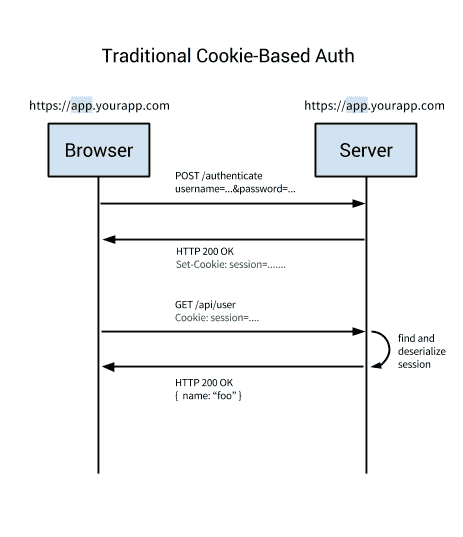 Traditional Cookie-Based Auth
https://app.yourapp.com
https://app.yourapp.com
Browser
Server
POST /authenticate
username=...&password=...
HTTP 200 OK
Set-Cookie: session=.......
GET /api/user
Cookie: session=....
find and
deserialize
session
HTTP 200 OK
{ name: “foo” }